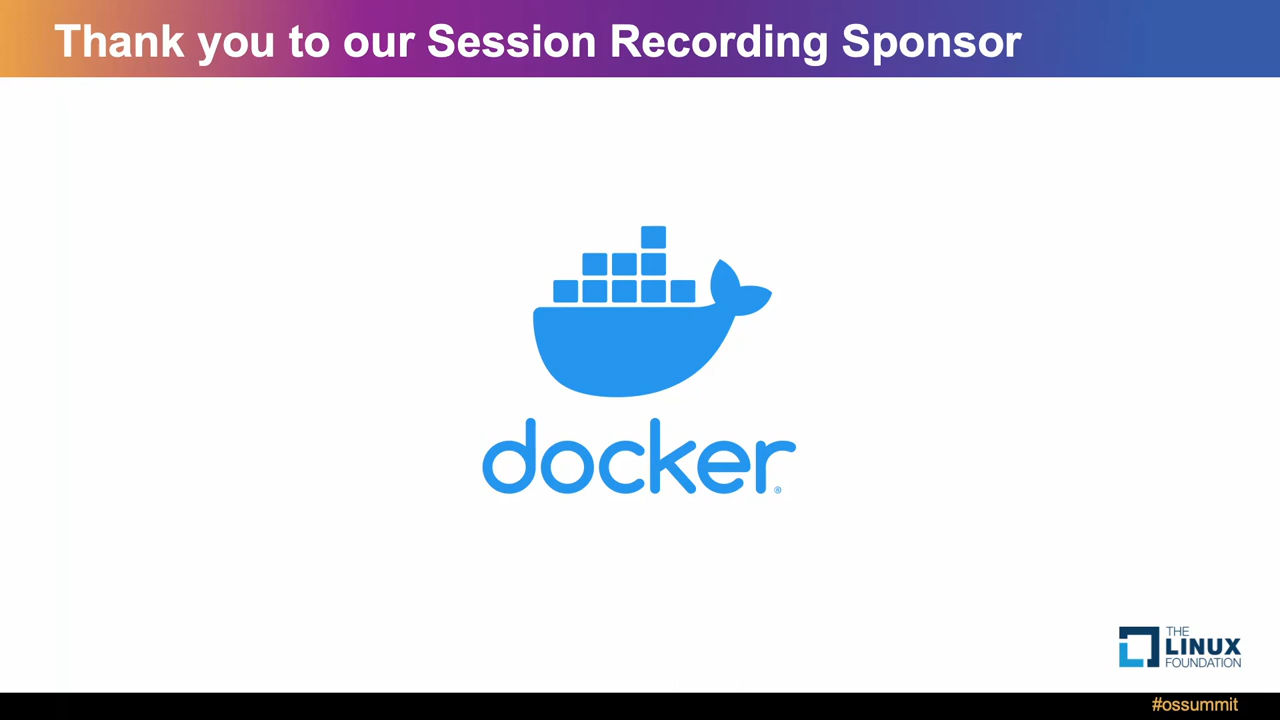 Thank you to our Session Recording Sponsor
docker®
THE
LINUX
FOUNDATION
#ossummit